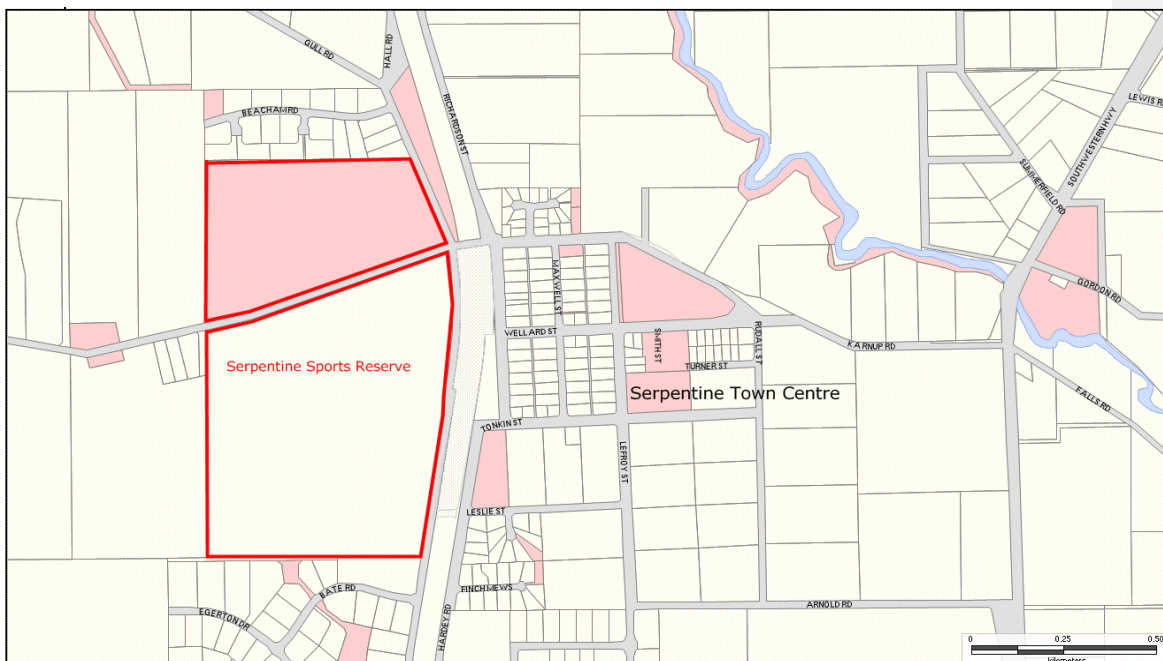 GULL RD
HALL RD
RICHARDSON ST
BEACHAM RD
LEWIS R
SOUTH WESTERN HWY
SUMMERFIELD RD
GORDON RD
MAXWELL ST
WELLARD ST
SMITH ST
RUDALL ST
KARNUP RD
TURNER ST
Serpentine Sports Reserve
Serpentine Town Centre
FALLS RD
TONKIN ST
LEFROY ST
LESLIE ST
FINCH MEWS
BATE RD
EGERTON DR
HARDEY RD
ARNOLD RD
0 0.25 0.50
kilometers